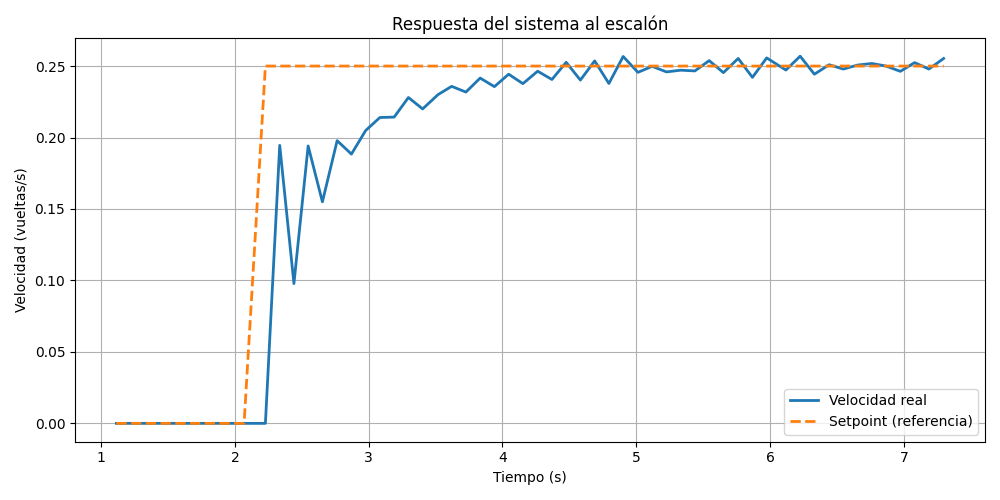 Respuesta del sistema al escalón
Velocidad (vueltas/s)
0.25
0.20
0.15
0.10
0.05
0.00
1 2 3 4 5 6 7
Tiempo (s)
Velocidad real
Setpoint (referencia)